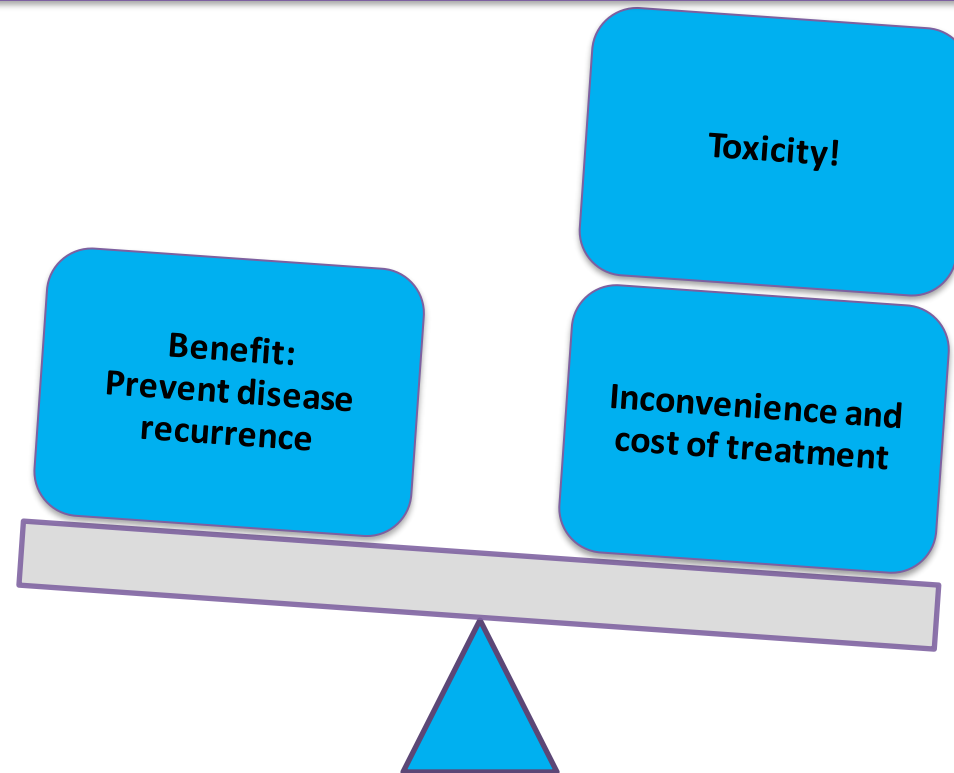 Toxicity!
Benefit:
Prevent disease
recurrence
Inconvenience and
cost of treatment